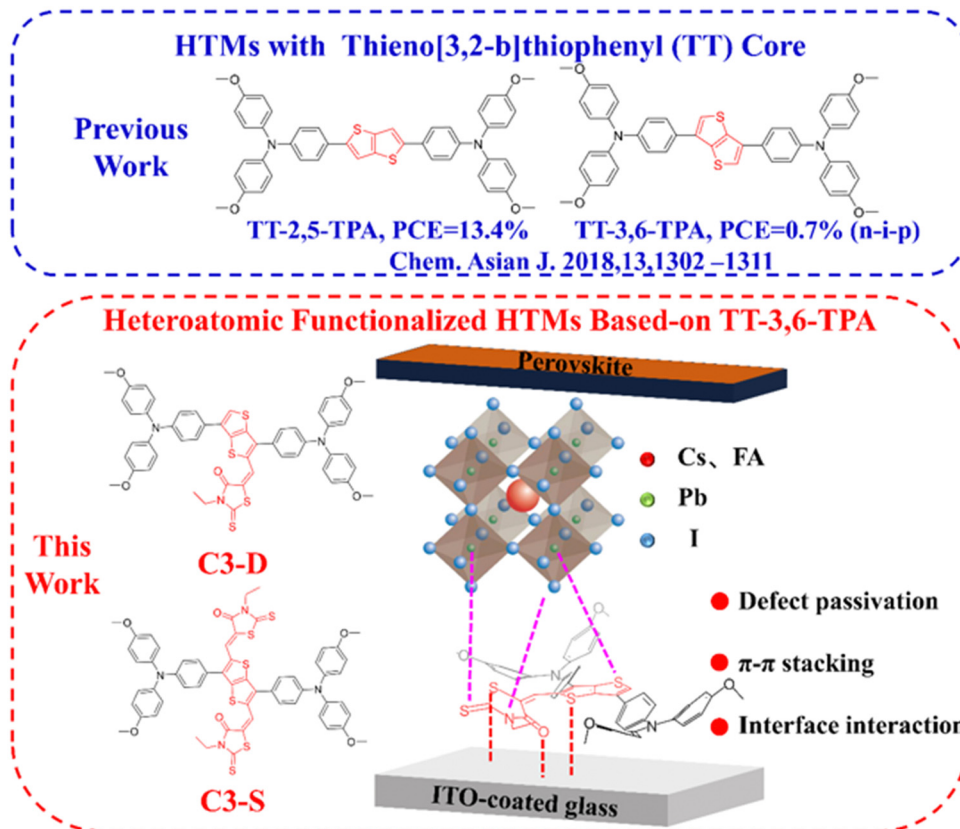 HTMs with Thieno[3,2-b]thiophenyl (TT) Core
Previous
Work
TT-2,5-TPA, PCE=13.4%
TT-3,6-TPA, PCE=0.7% (n-i-p)
Chem. Asian J. 2018,13,1302 –1311
Heteroatomic Functionalized HTMs Based-on TT-3,6-TPA
This
Work
C3-D
C3-S
Perovskite
Cs、FA
Pb
I
Defect passivation
π-π stacking
Interface interaction
ITO-coated glass